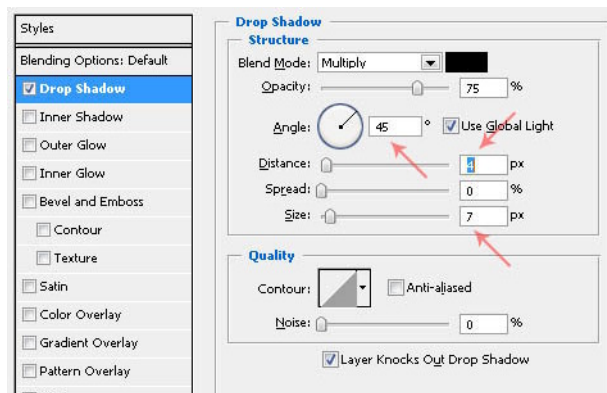 Styles
Blending Options: Default
Drop Shadow
Inner Shadow
Outer Glow
Inner Glow
Bevel and Emboss
Contour
Texture
Satin
Color Overlay
Gradient Overlay
Pattern Overlay
Drop Shadow
Structure
Blend Mode: Multiply
Opacity: 75 %
Angle: 45 ° Use Global Light
Distance: 4 px
Spread: 0 %
Size: 7 px
Quality
Contour: Anti-aliased
Noise: 0 %
Layer Knocks Out Drop Shadow